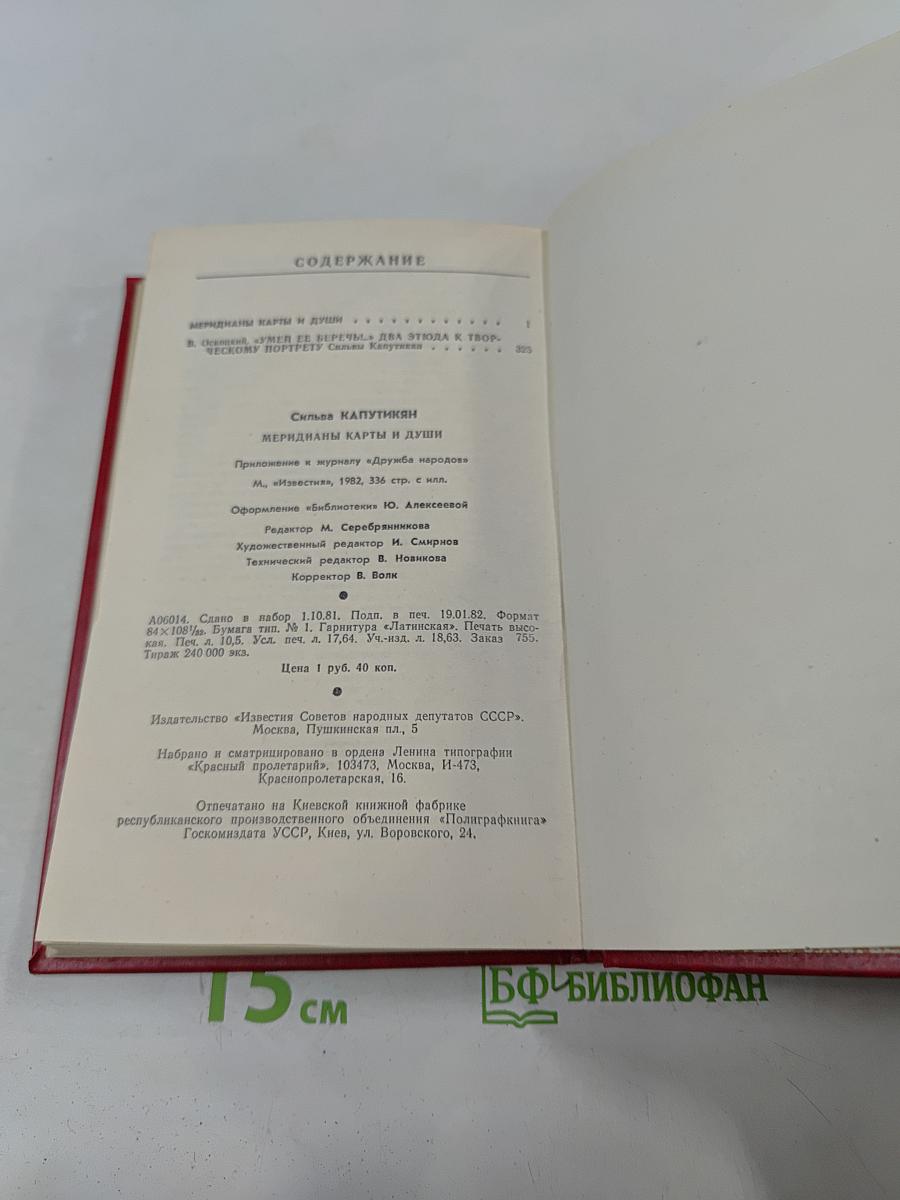 СОДЕРЖАНИЕ
МЕРИДИАНЫ КАРТЫ И ДУШИ . . . . . . . . . . . . 1
В. Оскоцкий. «УМЕЙ ЕЕ БЕРЕЧЬ!..» ДВА ЭТЮДА К ТВОР-
ЧЕСКОМУ ПОРТРЕТУ Сильвы Капутикян . . . . . . 325
Сильва КАПУТИКЯН
МЕРИДИАНЫ КАРТЫ И ДУШИ
Приложение к журналу «Дружба народов»
М., «Известия», 1982, 336 стр. с илл.
Оформление «Библиотеки» Ю. Алексеевой
Редактор М. Серебрянникова
Художественный редактор И. Смирнов
Технический редактор В. Новикова
Корректор В. Волк
А06014. Сдано в набор 1.10.81. Подп. в печ. 19.01.82. Формат
84×108 1/32. Бумага тип. № 1. Гарнитура «Латинская». Печать высо-
кая. Печ. л. 10,5. Усл. печ. л. 17,64. Уч.-изд. л. 18,63. Заказ 755.
Тираж 240 000 экз.
Цена 1 руб. 40 коп.
Издательство «Известия Советов народных депутатов СССР».
Москва, Пушкинская пл., 5
Набрано и сматрицировано в ордена Ленина типографии
«Красный пролетарий». 103473, Москва, И-473,
Краснопролетарская, 16.
Отпечатано на Киевской книжной фабрике
республиканского производственного объединения «Полиграфкнига»
Госкомиздата УССР, Киев, ул. Воровского, 24.
15 см
БФ БИБЛИОФАН